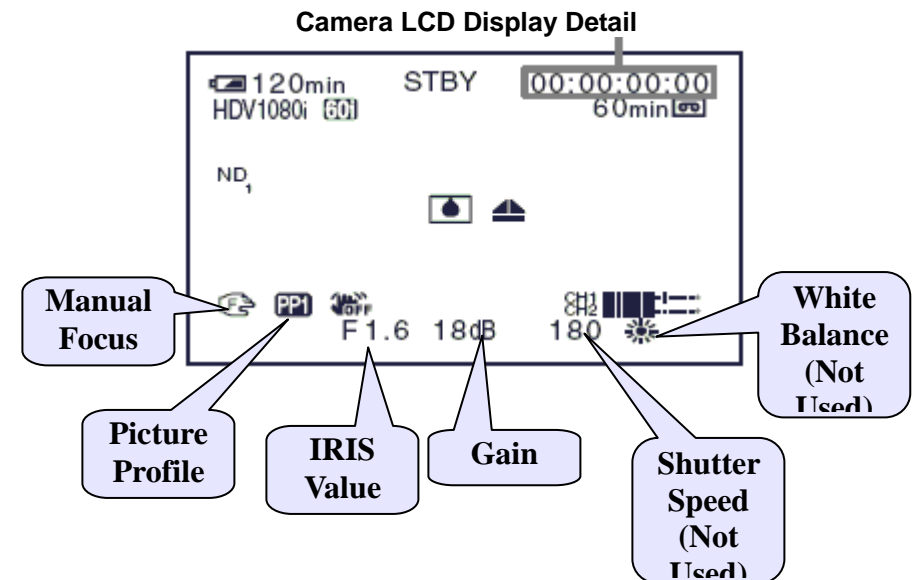 Camera LCD Display Detail
120min STBY 00:00:00:00
HDV1080i 60i 60min
ND1
Manual
Focus
PP1
OFF
CH1
CH2
F1.6 18dB 180
White
Balance
(Not
Used)
Picture
Profile
IRIS
Value
Gain
Shutter
Speed
(Not
Used)